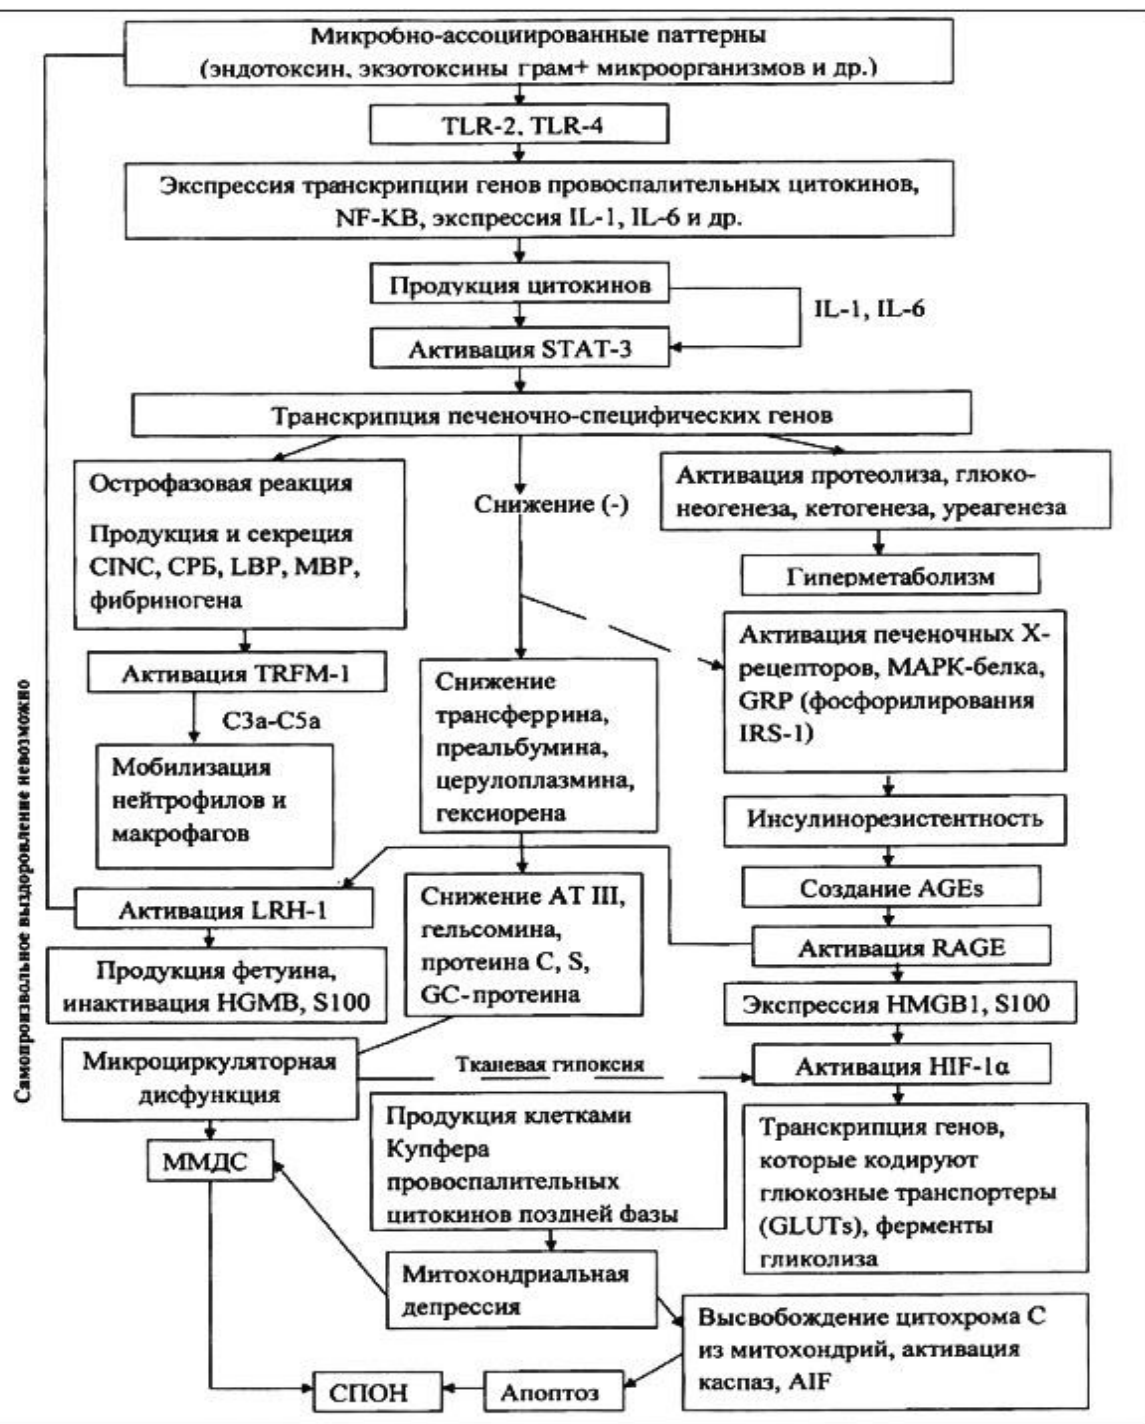 Микробно-ассоциированные паттерны
(эндотоксин, экзотоксины грам+ микроорганизмов и др.)
TLR-2, TLR-4
Экспрессия транскрипции генов провоспалительных цитокинов,
NF-KB, экспрессия IL-1, IL-6 и др.
Продукция цитокинов
IL-1, IL-6
Активация STAT-3
Транскрипция печеночно-специфических генов
Острофазовая реакция
Продукция и секреция
CINC, СРБ, LBP, MBP,
фибриногена
Снижение (-)
Активация протеолиза, глюко-
неогенеза, кетогенеза, уреагенеза
Гиперметаболизм
Активация TRFM-1
C3a-C5a
Мобилизация
нейтрофилов и
макрофагов
Снижение
трансферрина,
преальбумина,
церулоплазмина,
гексиорена
Активация печеночных X-
рецепторов, МАРК-белка,
GRP (фосфорилирования
IRS-1)
Инсулинорезистентность
Создание AGEs
Активация RAGE
Экспрессия HMGB1, S100
Активация LRH-1
Продукция фетуина,
инактивация HGMB, S100
Снижение АТ III,
гельсомина,
протеина С, S,
GC-протеина
Самопроизвольное выздоровление невозможно
Микроциркуляторная
дисфункция
Тканевая гипоксия
Активация HIF-1α
ММДС
Продукция клетками
Купфера
провоспалительных
цитокинов поздней фазы
Транскрипция генов,
которые кодируют
глюкозные транспортеры
(GLUTs), ферменты
гликолиза
Митохондриальная
депрессия
Высвобождение цитохрома С
из митохондрий, активация
каспаз, AIF
СПОН
Апоптоз